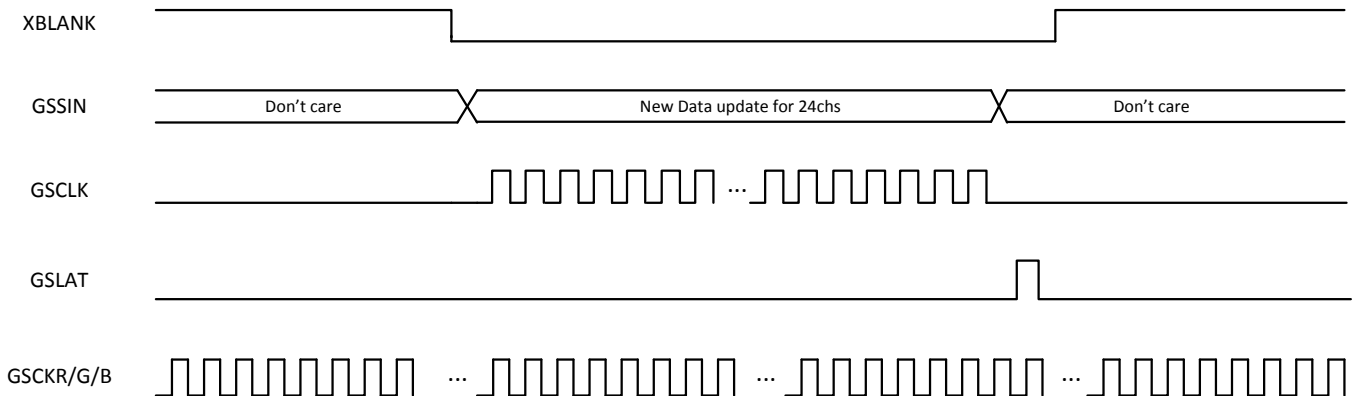 XBLANK
GSSIN
Don't care
New Data update for 24chs
Don't care
GSCLK
...
GSLAT
GSCKR/G/B
...
...
...